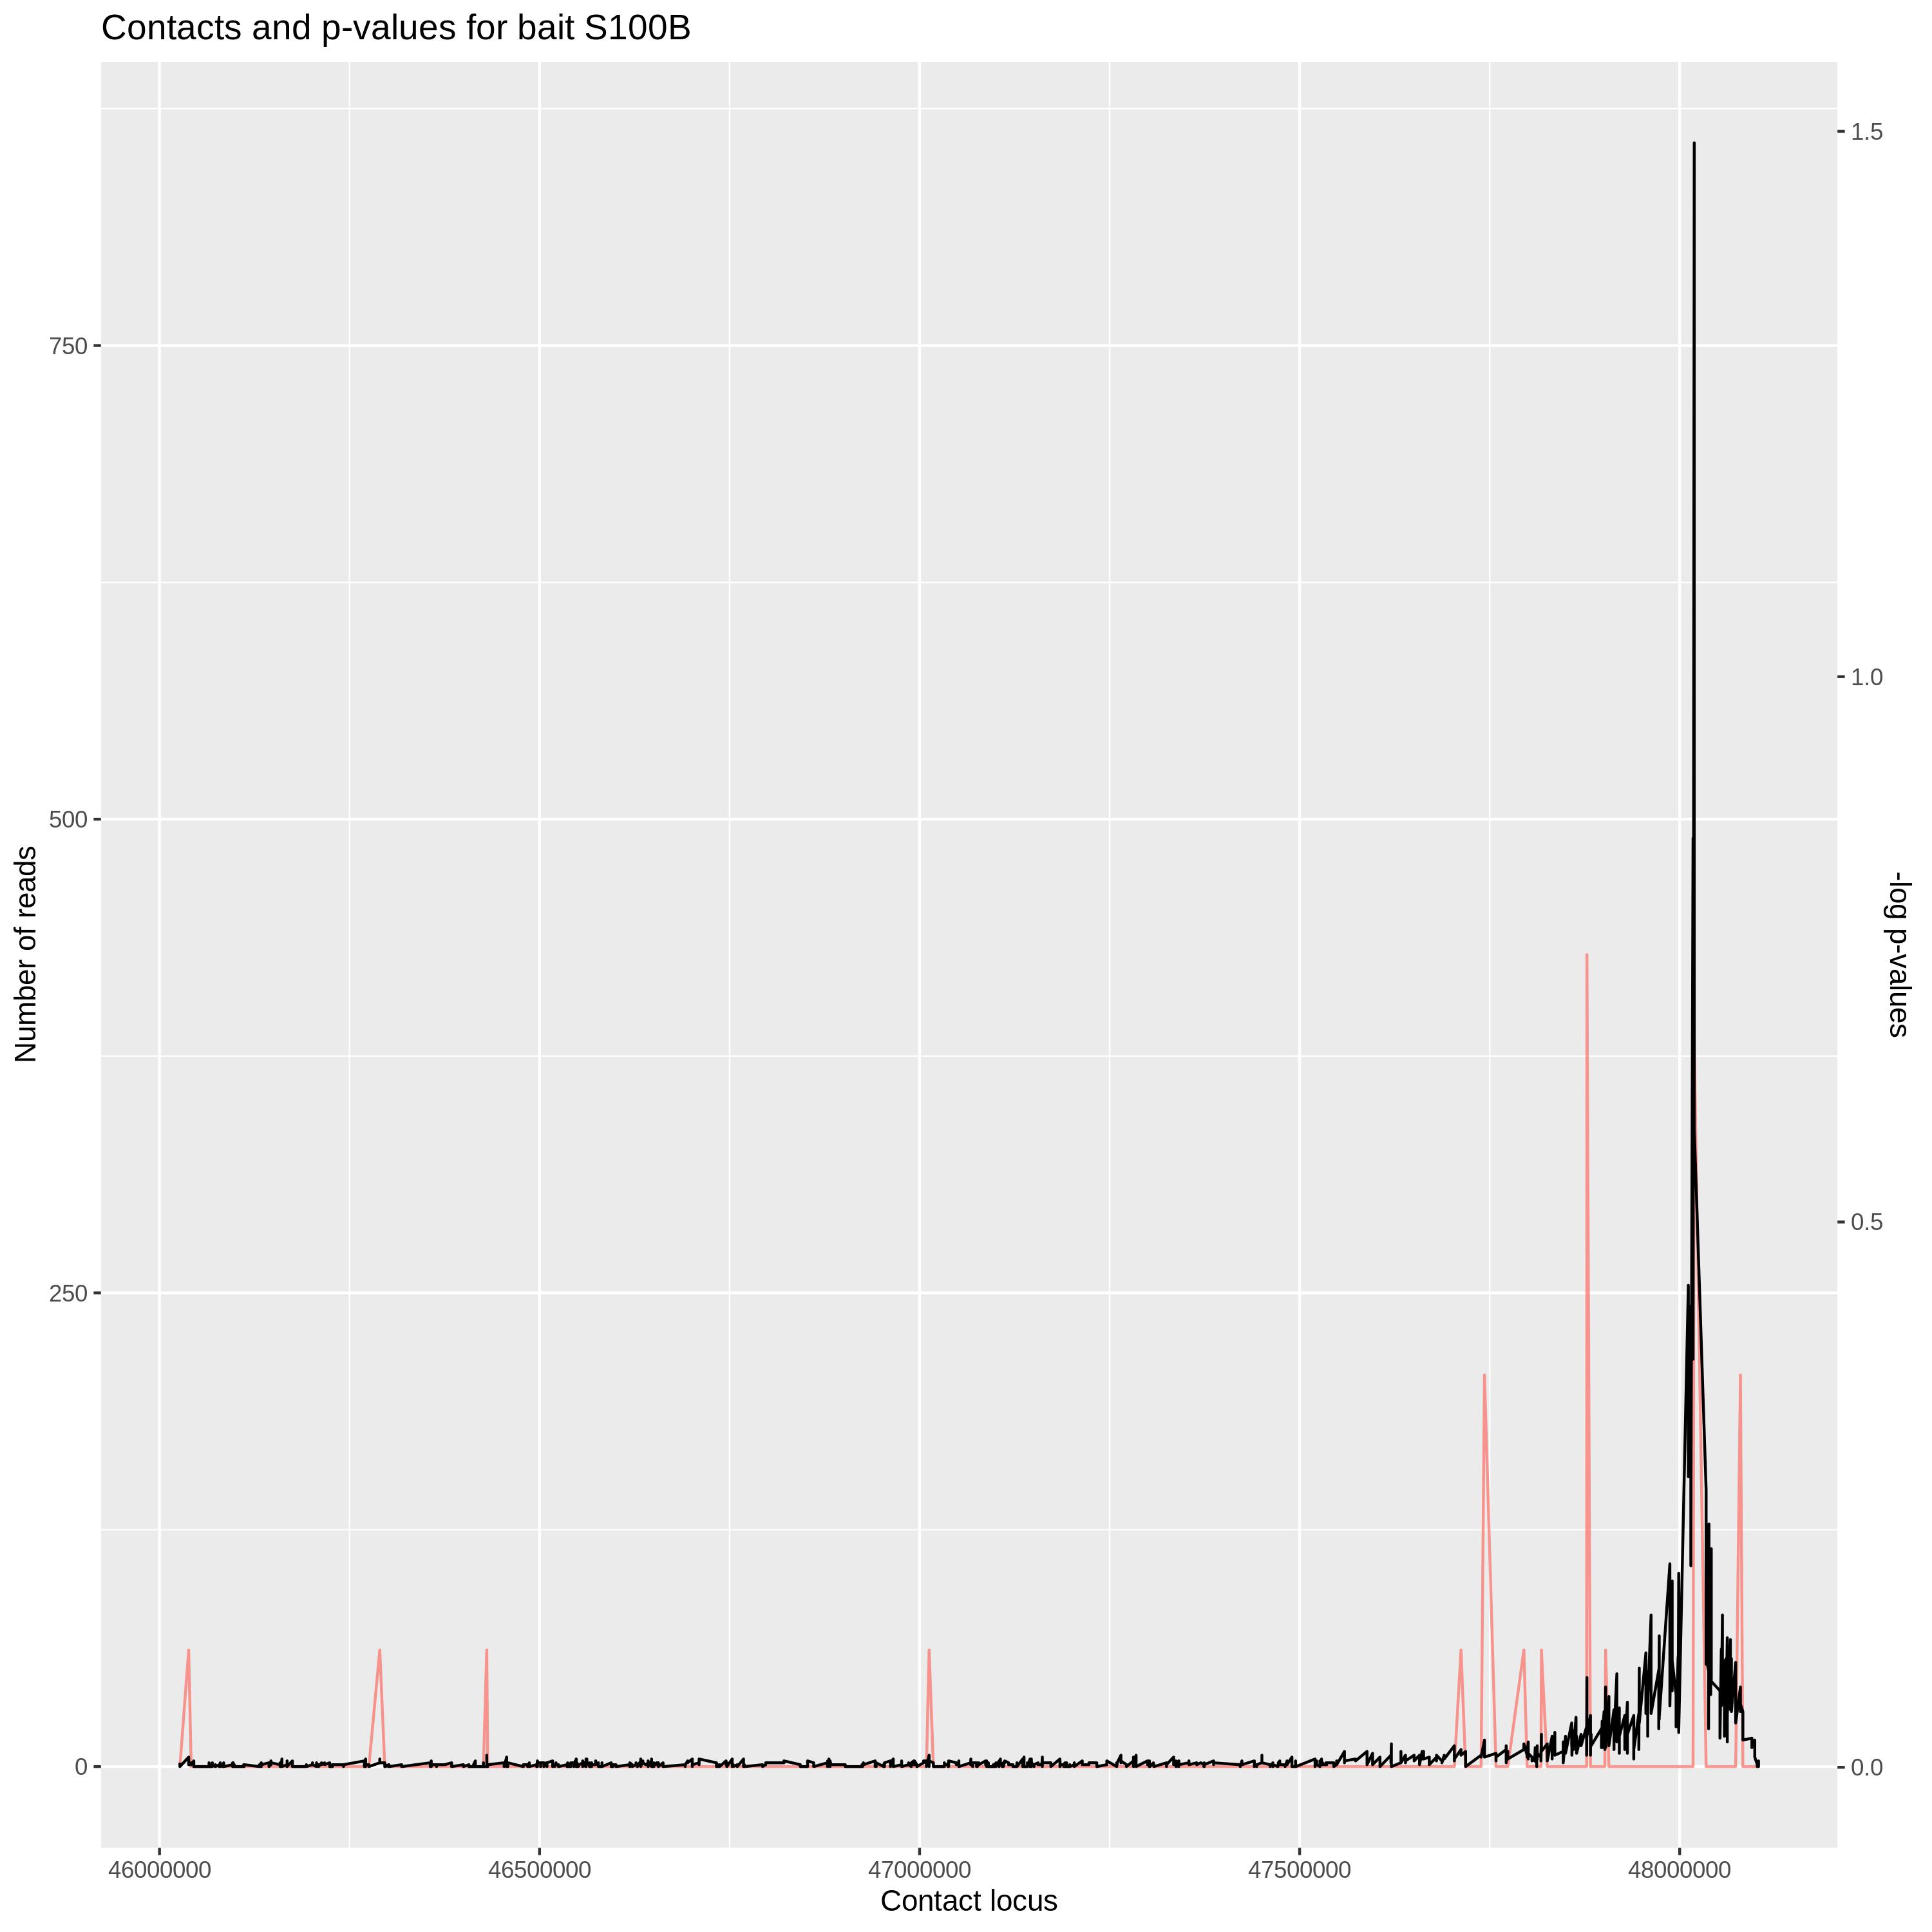 Contacts and p-values for bait S100B
1.5
750
1.0
500
Number of reads
-log p-values
0.5
250
0
0.0
46000000 46500000 47000000 47500000 48000000
Contact locus